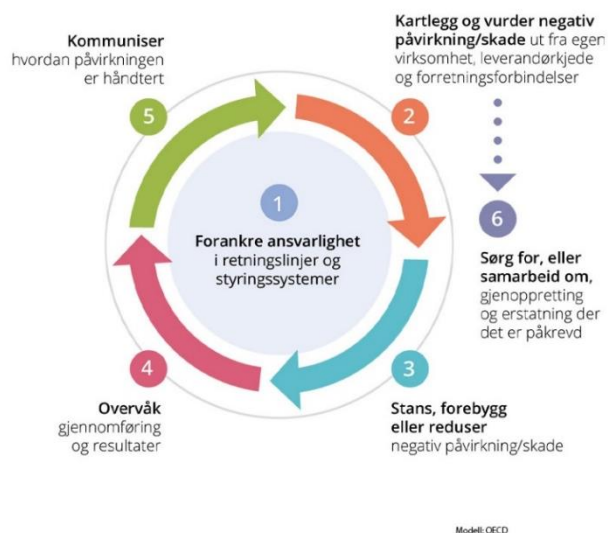 1
Forankre ansvarlighet
i retningslinjer og
styringssystemer
Kartlegg og vurder negativ
påvirkning/skade ut fra egen
virksomhet, leverandørkjede
og forretningsforbindelser
2
3
Stans, forebygg
eller reduser
negativ påvirkning/skade
4
Overvåk
gjennomføring
og resultater
Kommuniser
hvordan påvirkningen
er håndtert
5
6
Sørg for, eller
samarbeid om,
gjenoppretting
og erstatning der
det er påkrevd
Modell: OECD